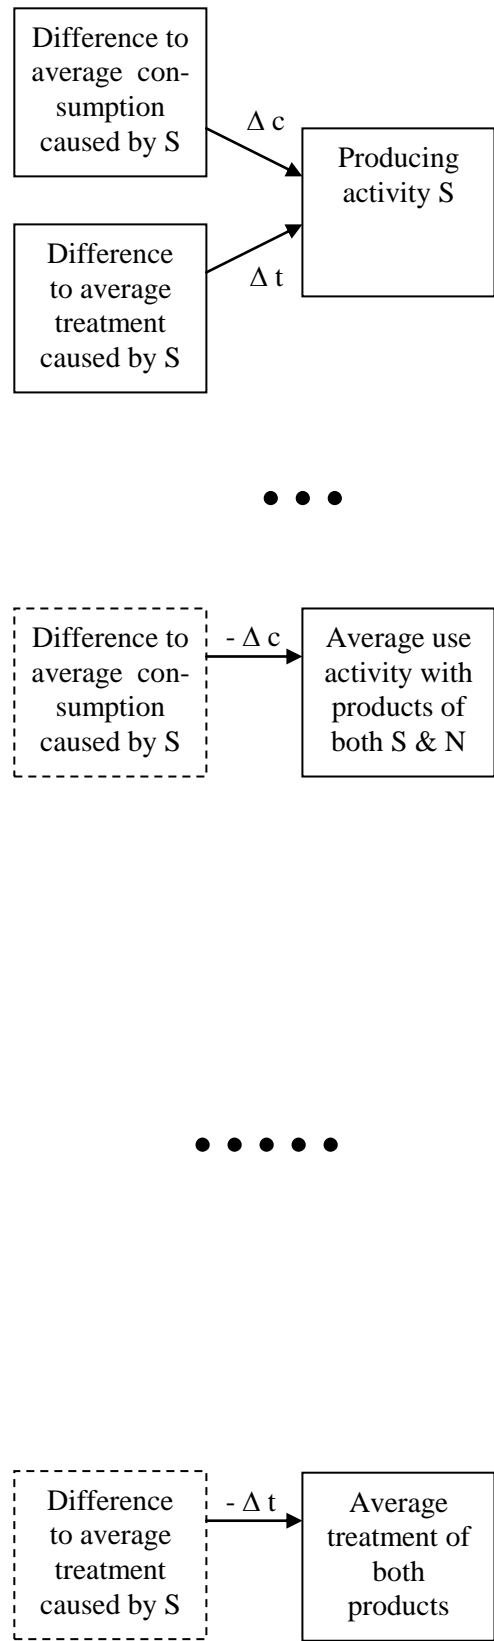 Difference to
average con-
sumption
caused by S
Δ c
Producing
activity S
Difference
to average
treatment
caused by S
Δ t
Difference to
average con-
sumption
caused by S
- Δ c
Average use
activity with
products of
both S & N
Difference
to average
treatment
caused by S
- Δ t
Average
treatment of
both
products